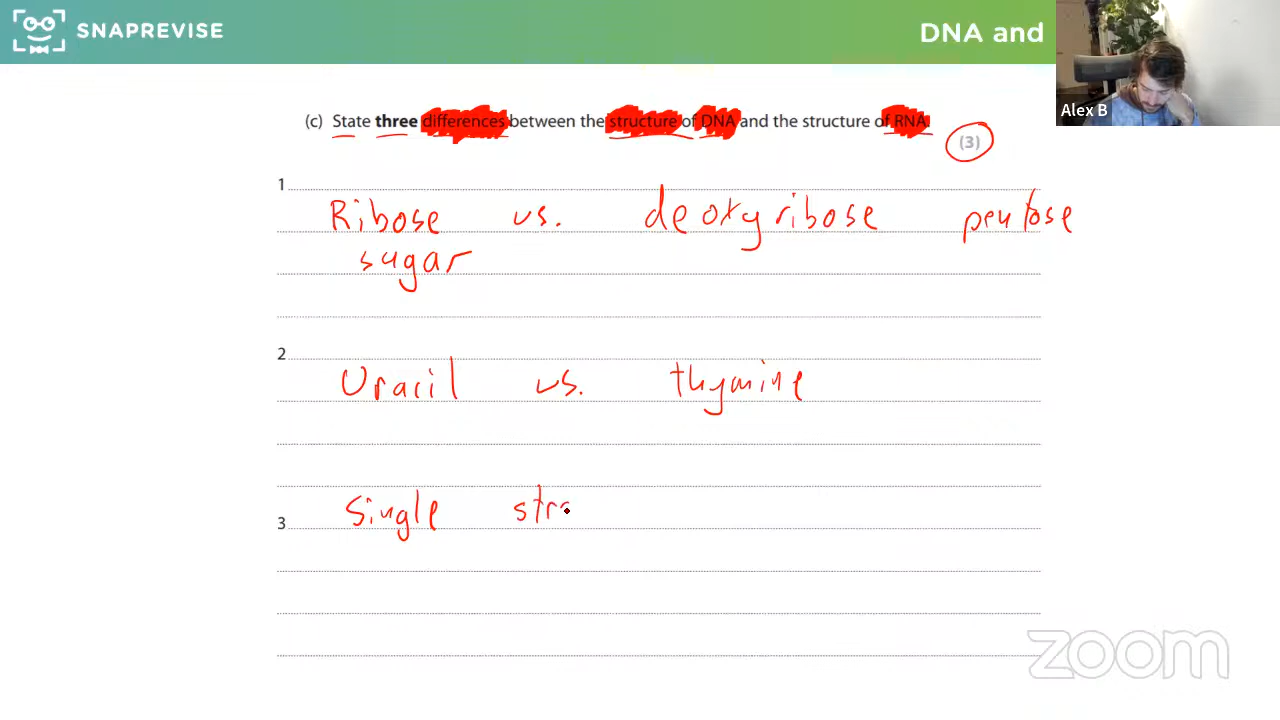 SNAPREVISE
DNA and
Alex B
(c) State three differences between the structure of DNA and the structure of RNA.
(3)
1
Ribose vs. deoxyribose pentose
sugar
2
Uracil vs. thymine
3
Single str
zoom